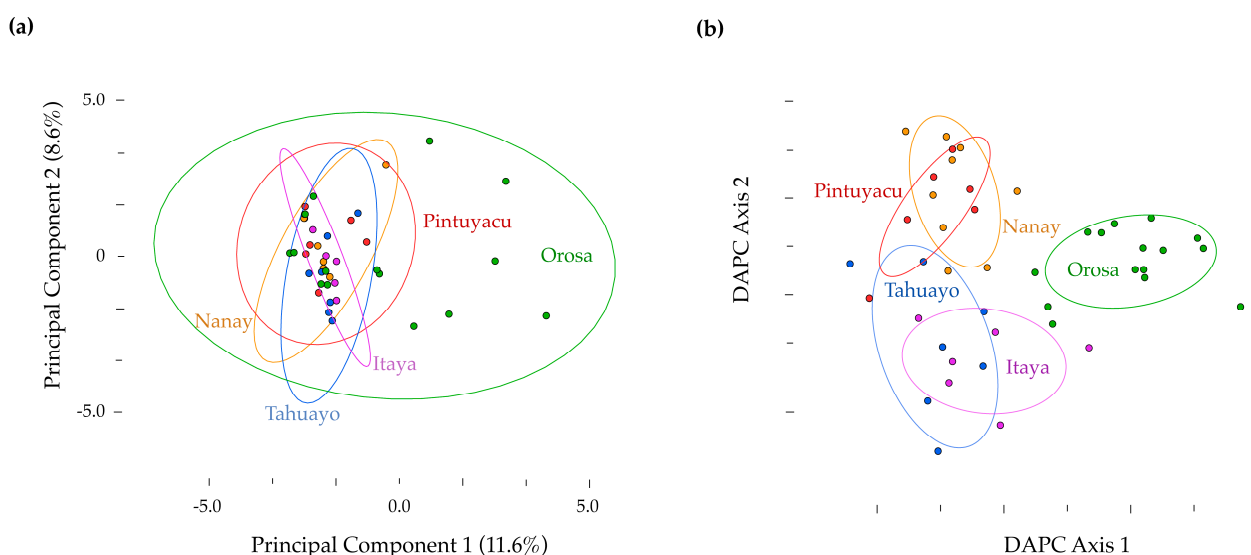 (a)
Principal Component 2 (8.6%)
5.0
0
-5.0
Pintuyacu
Orosa
Nanay
Itaya
Tahuayo
-5.0
0.0
5.0
Principal Component 1 (11.6%)
(b)
DAPC Axis 2
Pintuyacu
Nanay
Orosa
Tahuayo
Itaya
DAPC Axis 1